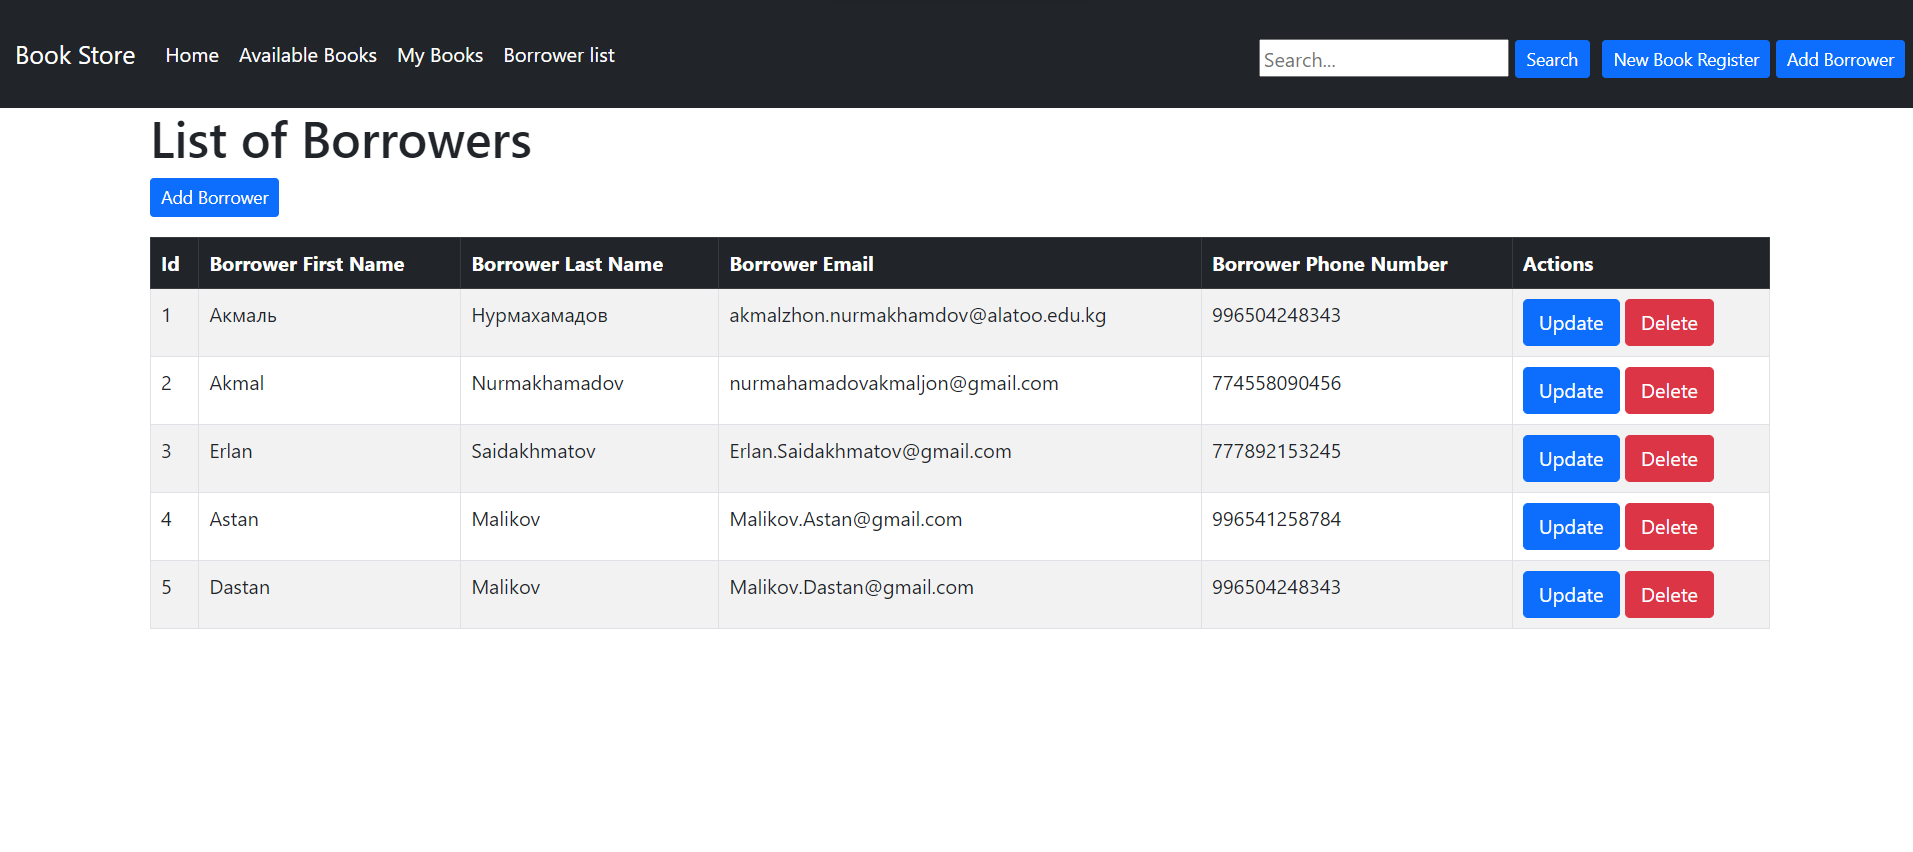 Book Store Home Available Books My Books Borrower list Search... Search New Book Register Add Borrower
List of Borrowers
Add Borrower
Id Borrower First Name Borrower Last Name Borrower Email Borrower Phone Number Actions
1 Акмаль Нурмахамадов akmalzhon.nurmakhamdov@alatoo.edu.kg 996504248343 Update Delete
2 Akmal Nurmakhamadov nurmahamadovakmaljon@gmail.com 774558090456 Update Delete
3 Erlan Saidakhmatov Erlan.Saidakhmatov@gmail.com 777892153245 Update Delete
4 Astan Malikov Malikov.Astan@gmail.com 996541258784 Update Delete
5 Dastan Malikov Malikov.Dastan@gmail.com 996504248343 Update Delete